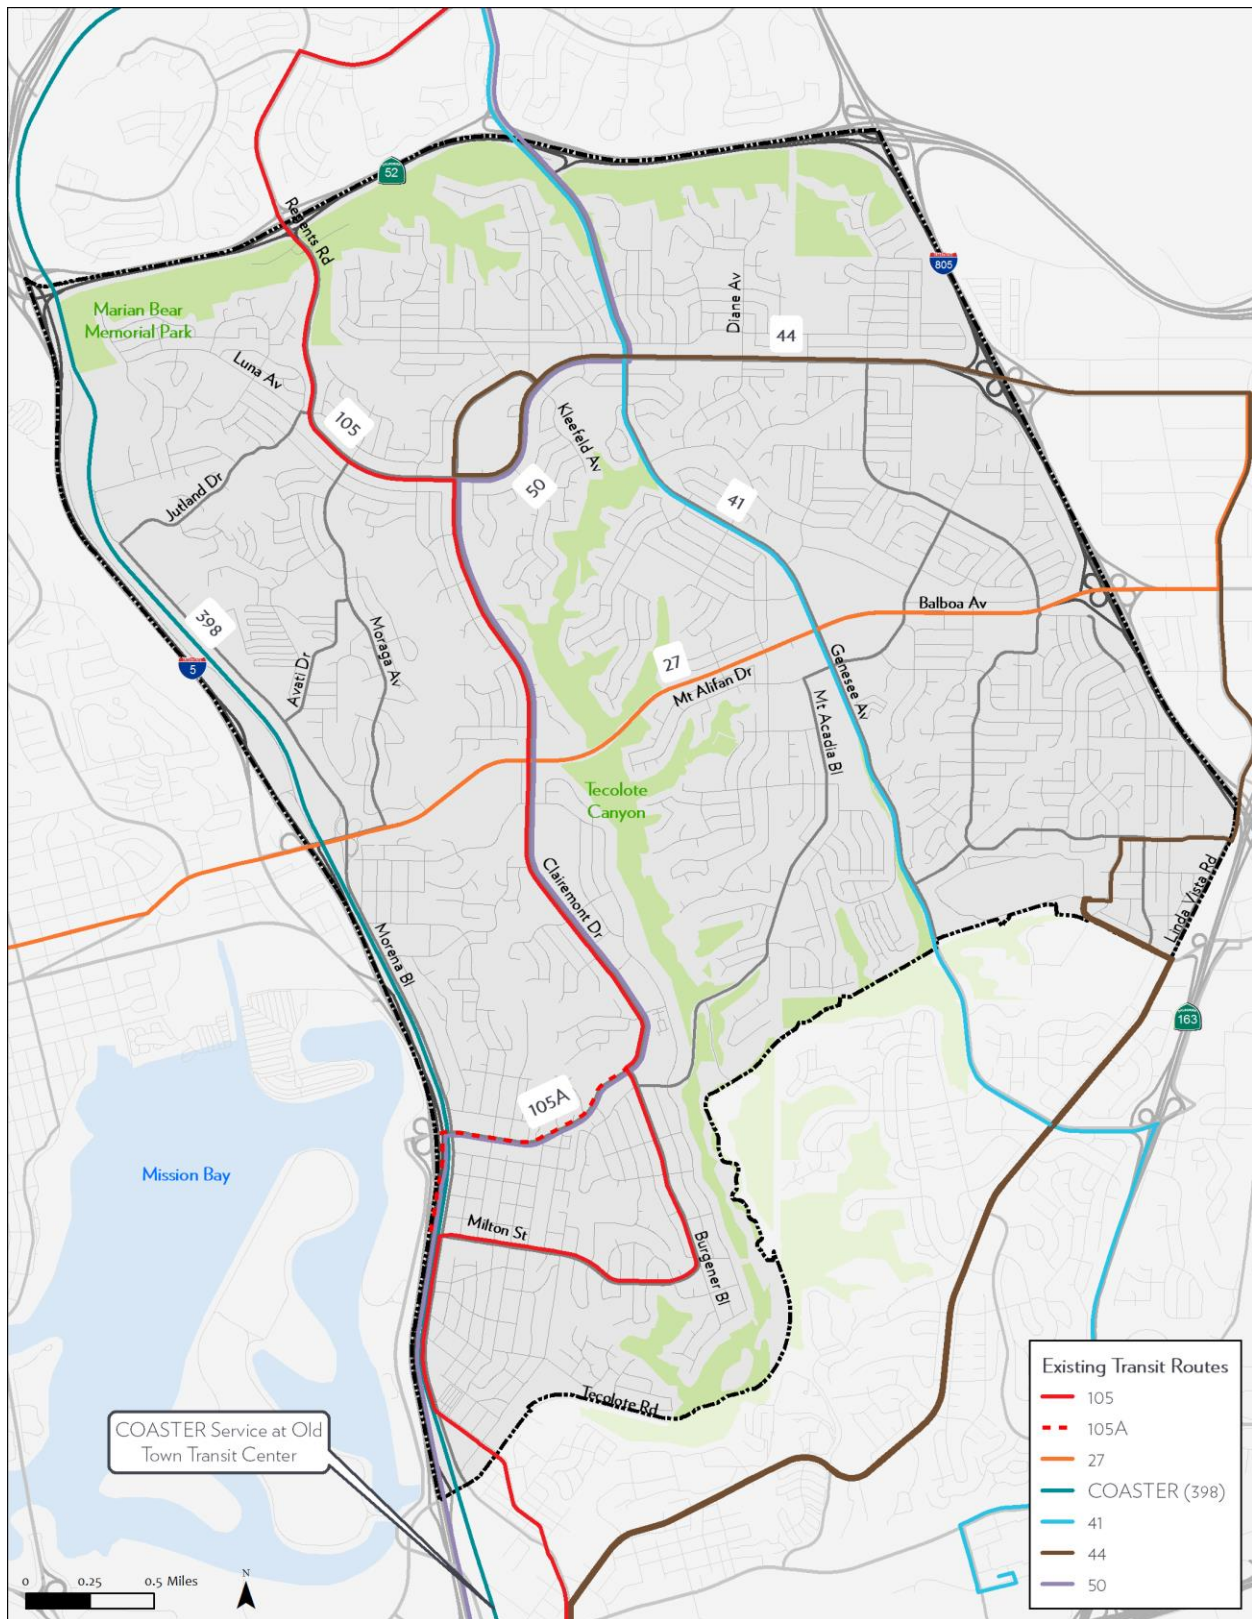 52
Regents Rd
805
Marian Bear
Memorial Park
Diane Av
44
Luna Av
105
Kleefeld Av
Jutland Dr
50
41
398
Balboa Av
5
Avati Dr
Moraga Av
27
Mt Alifan Dr
Genesee Av
Mt Acadia Bl
Tecolote
Canyon
Clairemont Dr
Linda Vista Rd
Morena Bl
163
105A
Mission Bay
Milton St
Burgener Bl
Tecolote Rd
COASTER Service at Old
Town Transit Center
Existing Transit Routes
105
105A
27
COASTER (398)
41
44
50
0 0.25 0.5 Miles
N